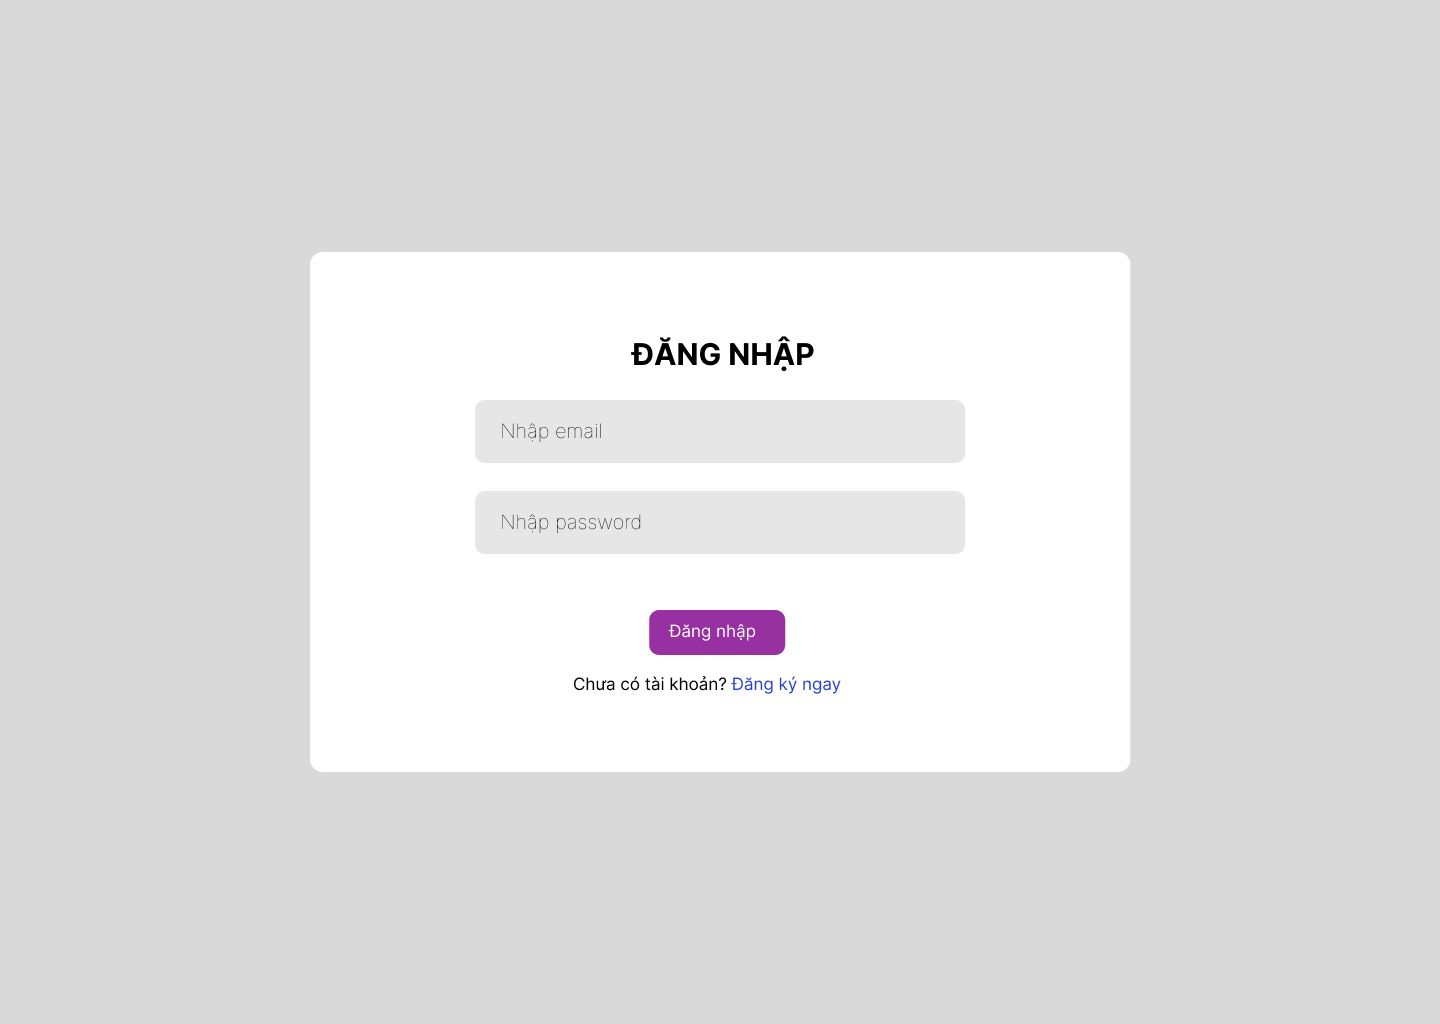 ĐĂNG NHẬP
Nhập email
Nhập password
Đăng nhập
Chưa có tài khoản? Đăng ký ngay